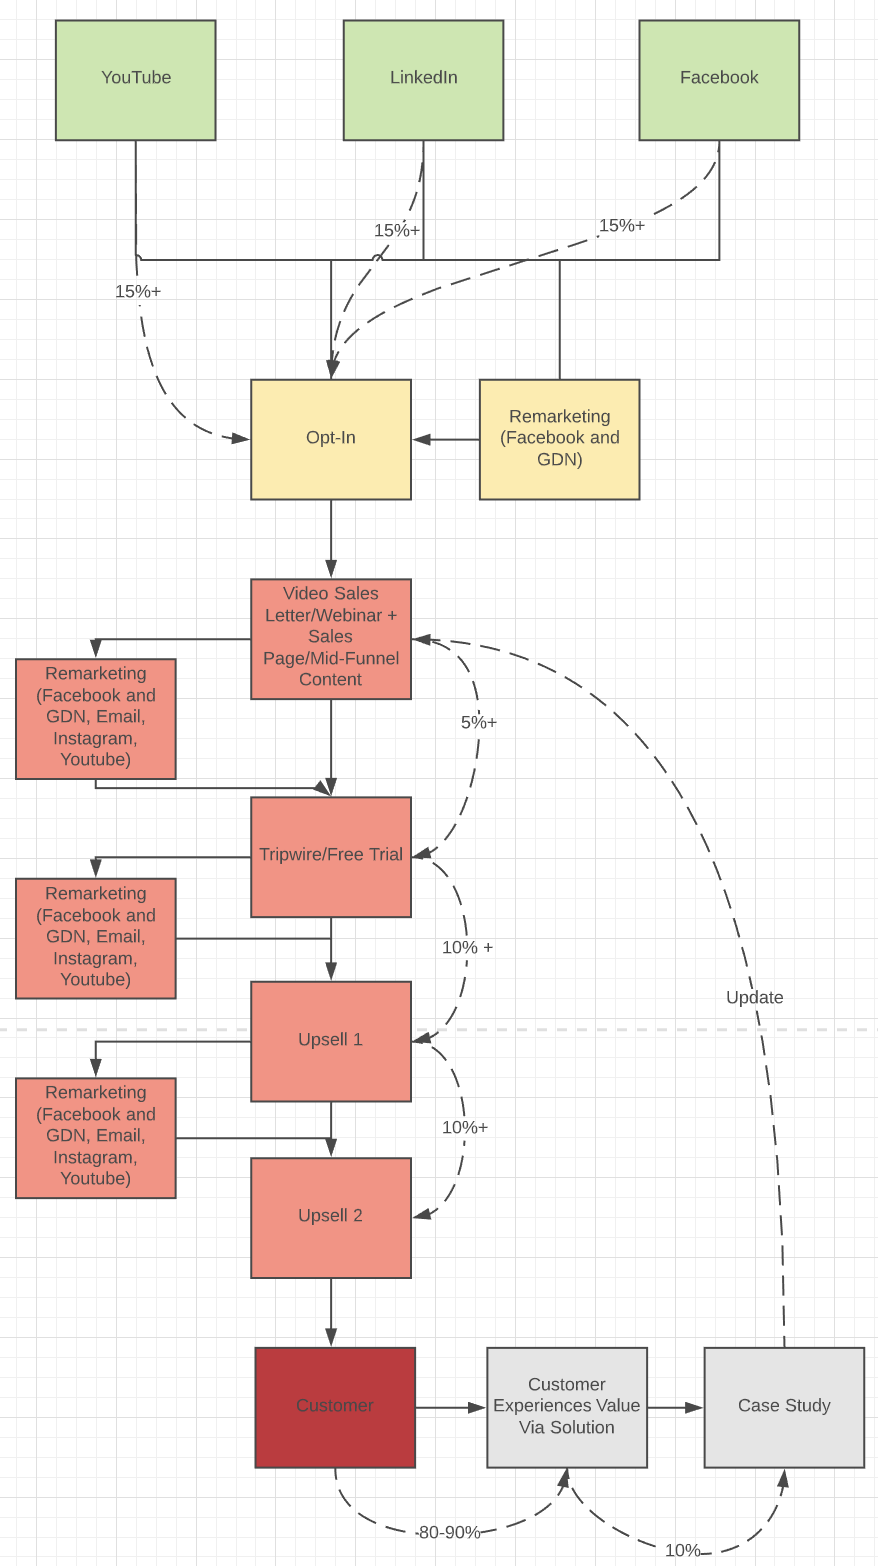 YouTube
LinkedIn
Facebook
15%+
15%+
15%+
Opt-In
Remarketing
(Facebook and
GDN)
Video Sales
Letter/Webinar +
Sales
Page/Mid-Funnel
Content
Remarketing
(Facebook and
GDN, Email,
Instagram,
Youtube)
5%+
Tripwire/Free Trial
Remarketing
(Facebook and
GDN, Email,
Instagram,
Youtube)
10% +
Update
Upsell 1
Remarketing
(Facebook and
GDN, Email,
Instagram,
Youtube)
10%+
Upsell 2
Customer
Customer
Experiences Value
Via Solution
Case Study
80-90%
10%